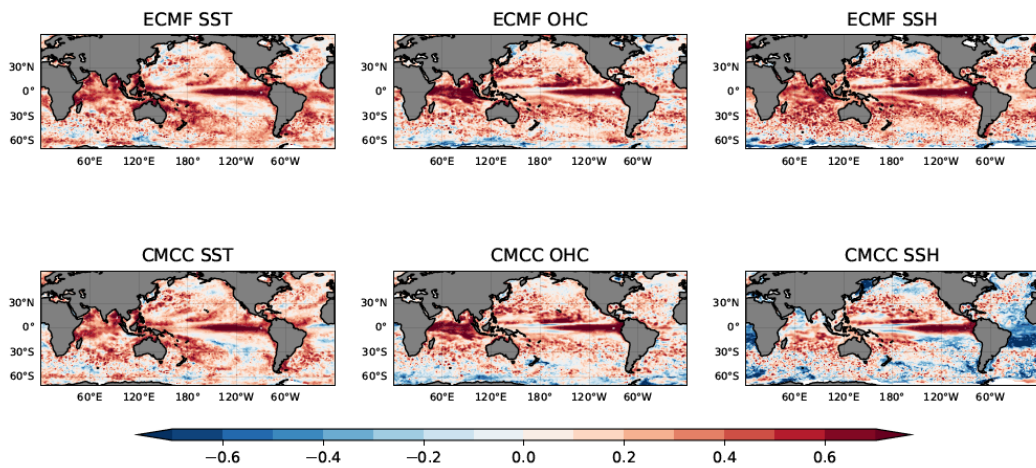 ECMF SST ECMF OHC ECMF SSH
30°N 30°N 30°N
0° 0° 0°
30°S 30°S 30°S
60°S 60°S 60°S
60°E 120°E 180° 120°W 60°W 60°E 120°E 180° 120°W 60°W 60°E 120°E 180° 120°W 60°W
CMCC SST CMCC OHC CMCC SSH
30°N 30°N 30°N
0° 0° 0°
30°S 30°S 30°S
60°S 60°S 60°S
60°E 120°E 180° 120°W 60°W 60°E 120°E 180° 120°W 60°W 60°E 120°E 180° 120°W 60°W
−0.6 −0.4 −0.2 0.0 0.2 0.4 0.6